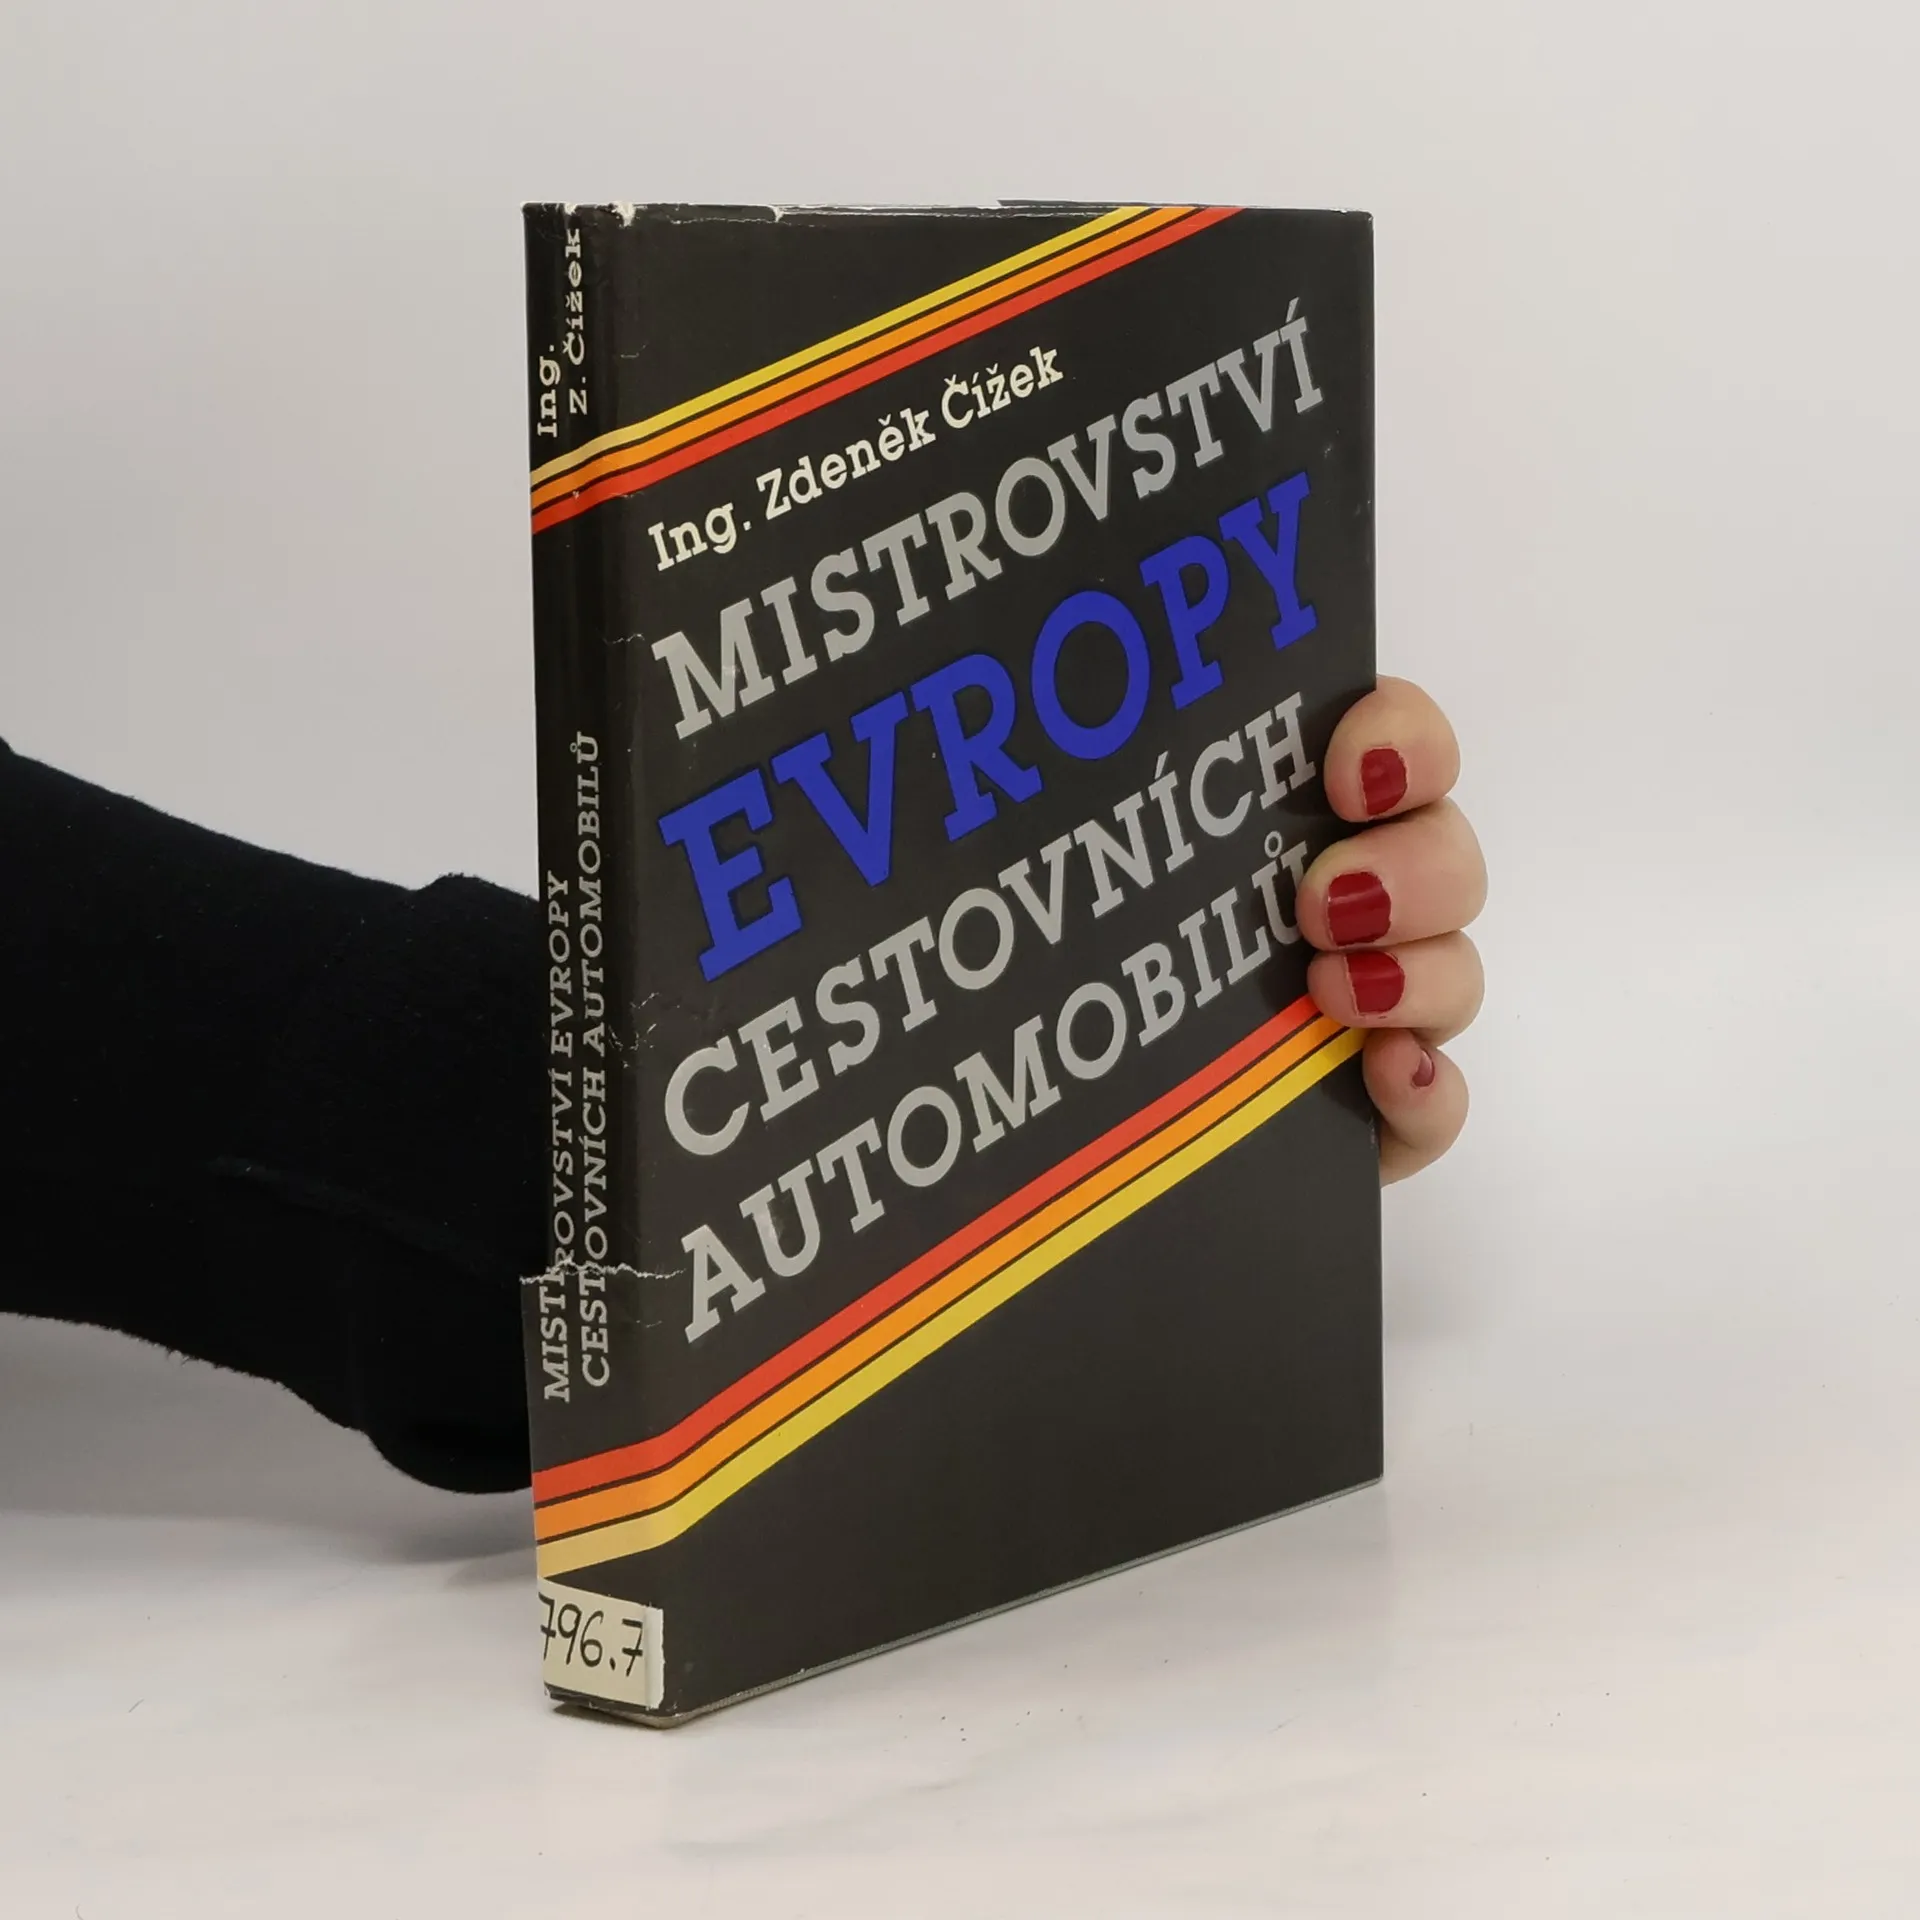 Ing. Zdeněk Čížek
MISTROVSTVÍ
EVROPY
CESTOVNÍCH
AUTOMOBILŮ
Ing.
Z. Čížek
MISTROVSTVÍ EVROPY
CESTOVNÍCH AUTOMOBILŮ
796.7